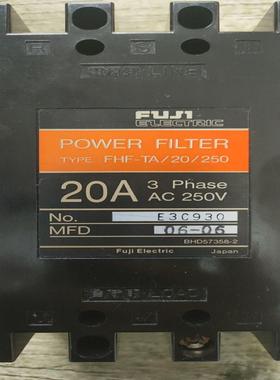 FUJI
ELECTRIC
POWER FILTER
TYPE FHF-TA/20/250
20A 3 Phase
AC 250V
No. E3C930
MFD 06-06
BHD57358-2
Fuji Electric Japan